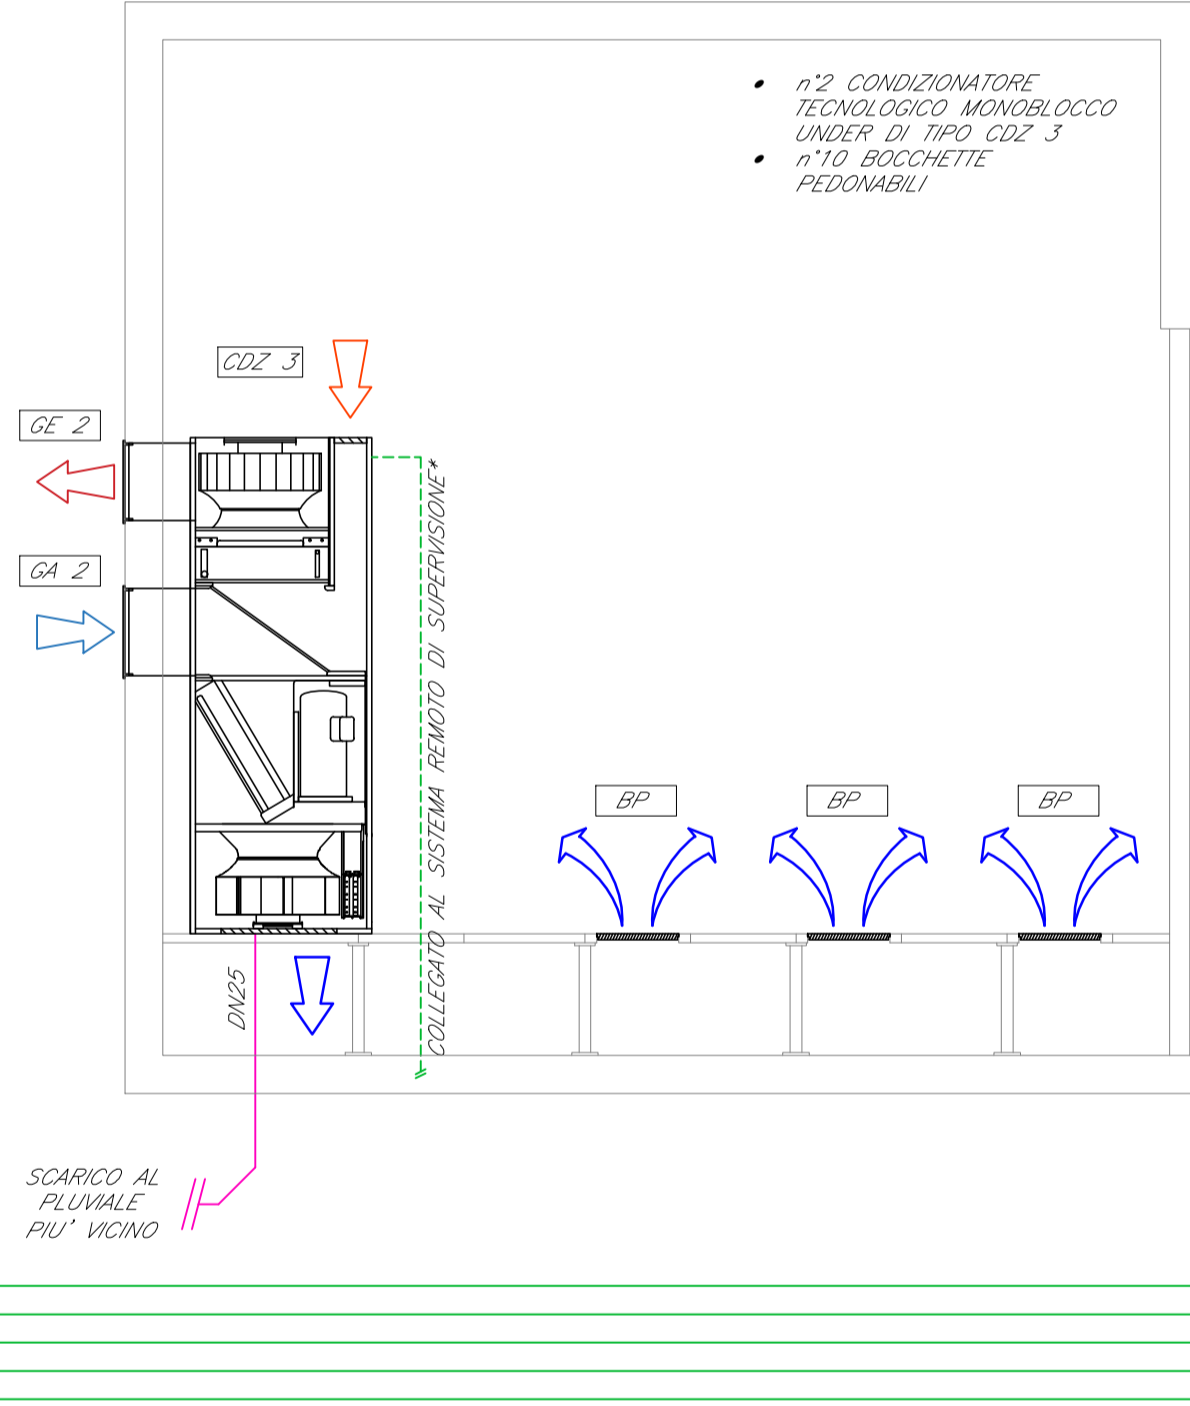 • n°2 CONDIZIONATORE
TECNOLOGICO MONOBLOCCO
UNDER DI TIPO CDZ 3
• n°10 BOCCHETTE
PEDONABILI
CDZ 3
GE 2
GA 2
COLLEGATO AL SISTEMA REMOTO DI SUPERVISIONE*
BP
BP
BP
DN25
SCARICO AL
PLUVIALE
PIU' VICINO